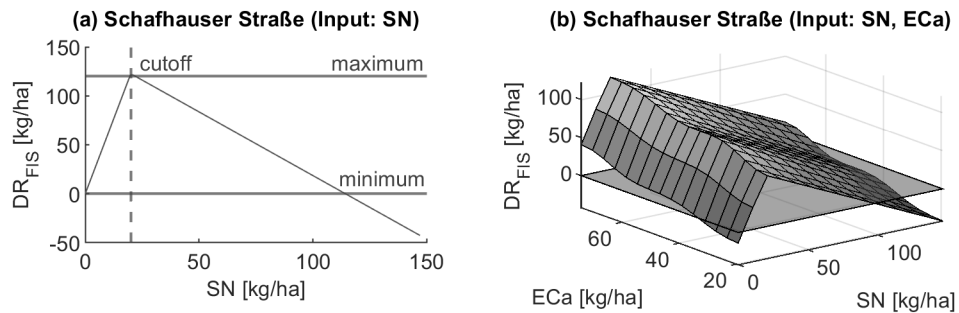 (a) Schafhauser Straße (Input: SN)
150
100
50
0
-50
DR_FIS [kg/ha]
cutoff
maximum
minimum
0
50
100
150
SN [kg/ha]
(b) Schafhauser Straße (Input: SN, ECa)
100
50
0
DR_FIS [kg/ha]
60
40
20
ECa [kg/ha]
0
50
100
SN [kg/ha]